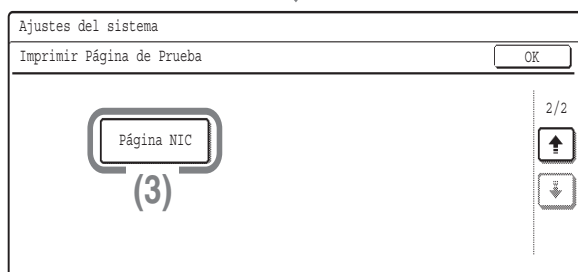 Ajustes del sistema
Imprimir Página de Prueba OK
2/2
Página NIC
(3)